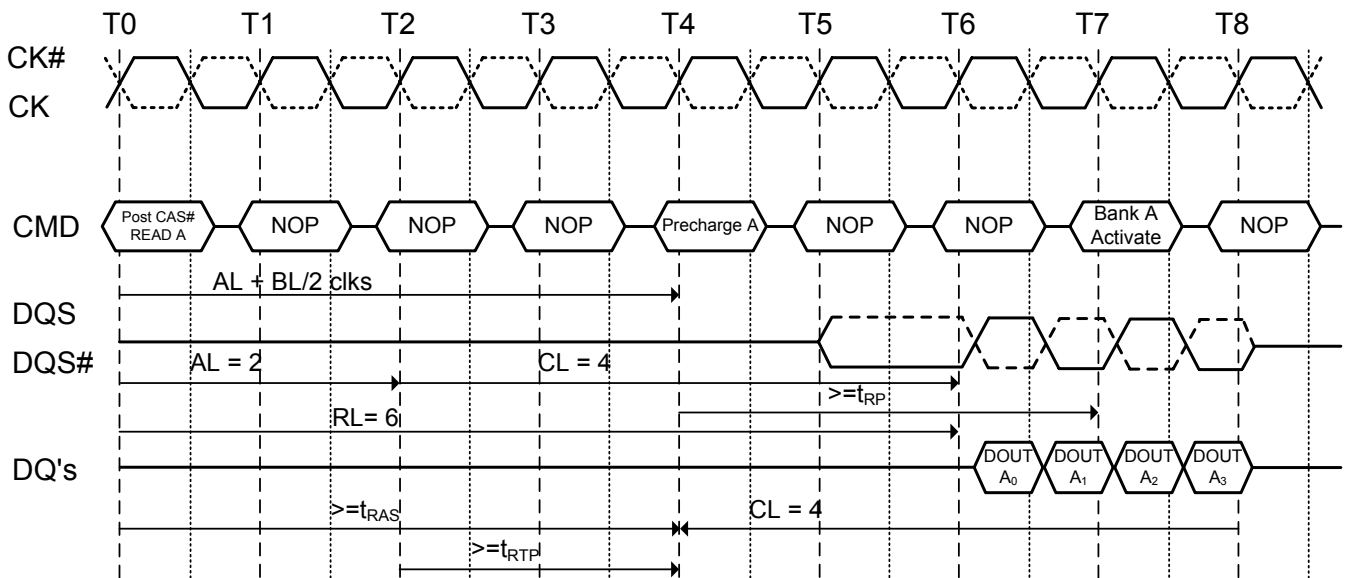 T0 T1 T2 T3 T4 T5 T6 T7 T8
CK#
CK
CMD
Post CAS#
READ A
NOP
NOP
NOP
Precharge A
NOP
NOP
Bank A
Activate
NOP
AL + BL/2 clks
DQS
DQS#
AL = 2
CL = 4
>=tRP
RL= 6
DQ's
DOUT
A0
DOUT
A1
DOUT
A2
DOUT
A3
>=tRAS
CL = 4
>=tRTP